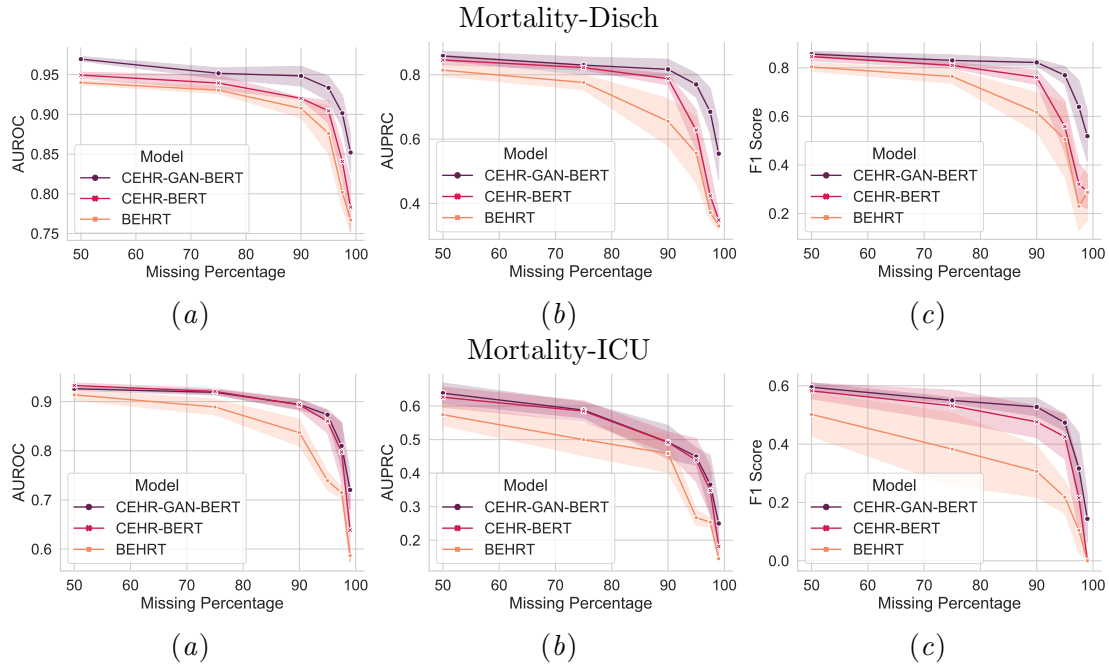 Mortality-Disch
0.95
0.90
0.85
0.80
0.75
AUROC
Model
CEHR-GAN-BERT
CEHR-BERT
BEHRT
50 60 70 80 90 100
Missing Percentage
(a)
0.8
0.6
0.4
AUPRC
Model
CEHR-GAN-BERT
CEHR-BERT
BEHRT
50 60 70 80 90 100
Missing Percentage
(b)
0.8
0.6
0.4
0.2
F1 Score
Model
CEHR-GAN-BERT
CEHR-BERT
BEHRT
50 60 70 80 90 100
Missing Percentage
(c)
Mortality-ICU
0.9
0.8
0.7
0.6
AUROC
Model
CEHR-GAN-BERT
CEHR-BERT
BEHRT
50 60 70 80 90 100
Missing Percentage
(a)
0.6
0.5
0.4
0.3
0.2
AUPRC
Model
CEHR-GAN-BERT
CEHR-BERT
BEHRT
50 60 70 80 90 100
Missing Percentage
(b)
0.6
0.4
0.2
0.0
F1 Score
Model
CEHR-GAN-BERT
CEHR-BERT
BEHRT
50 60 70 80 90 100
Missing Percentage
(c)